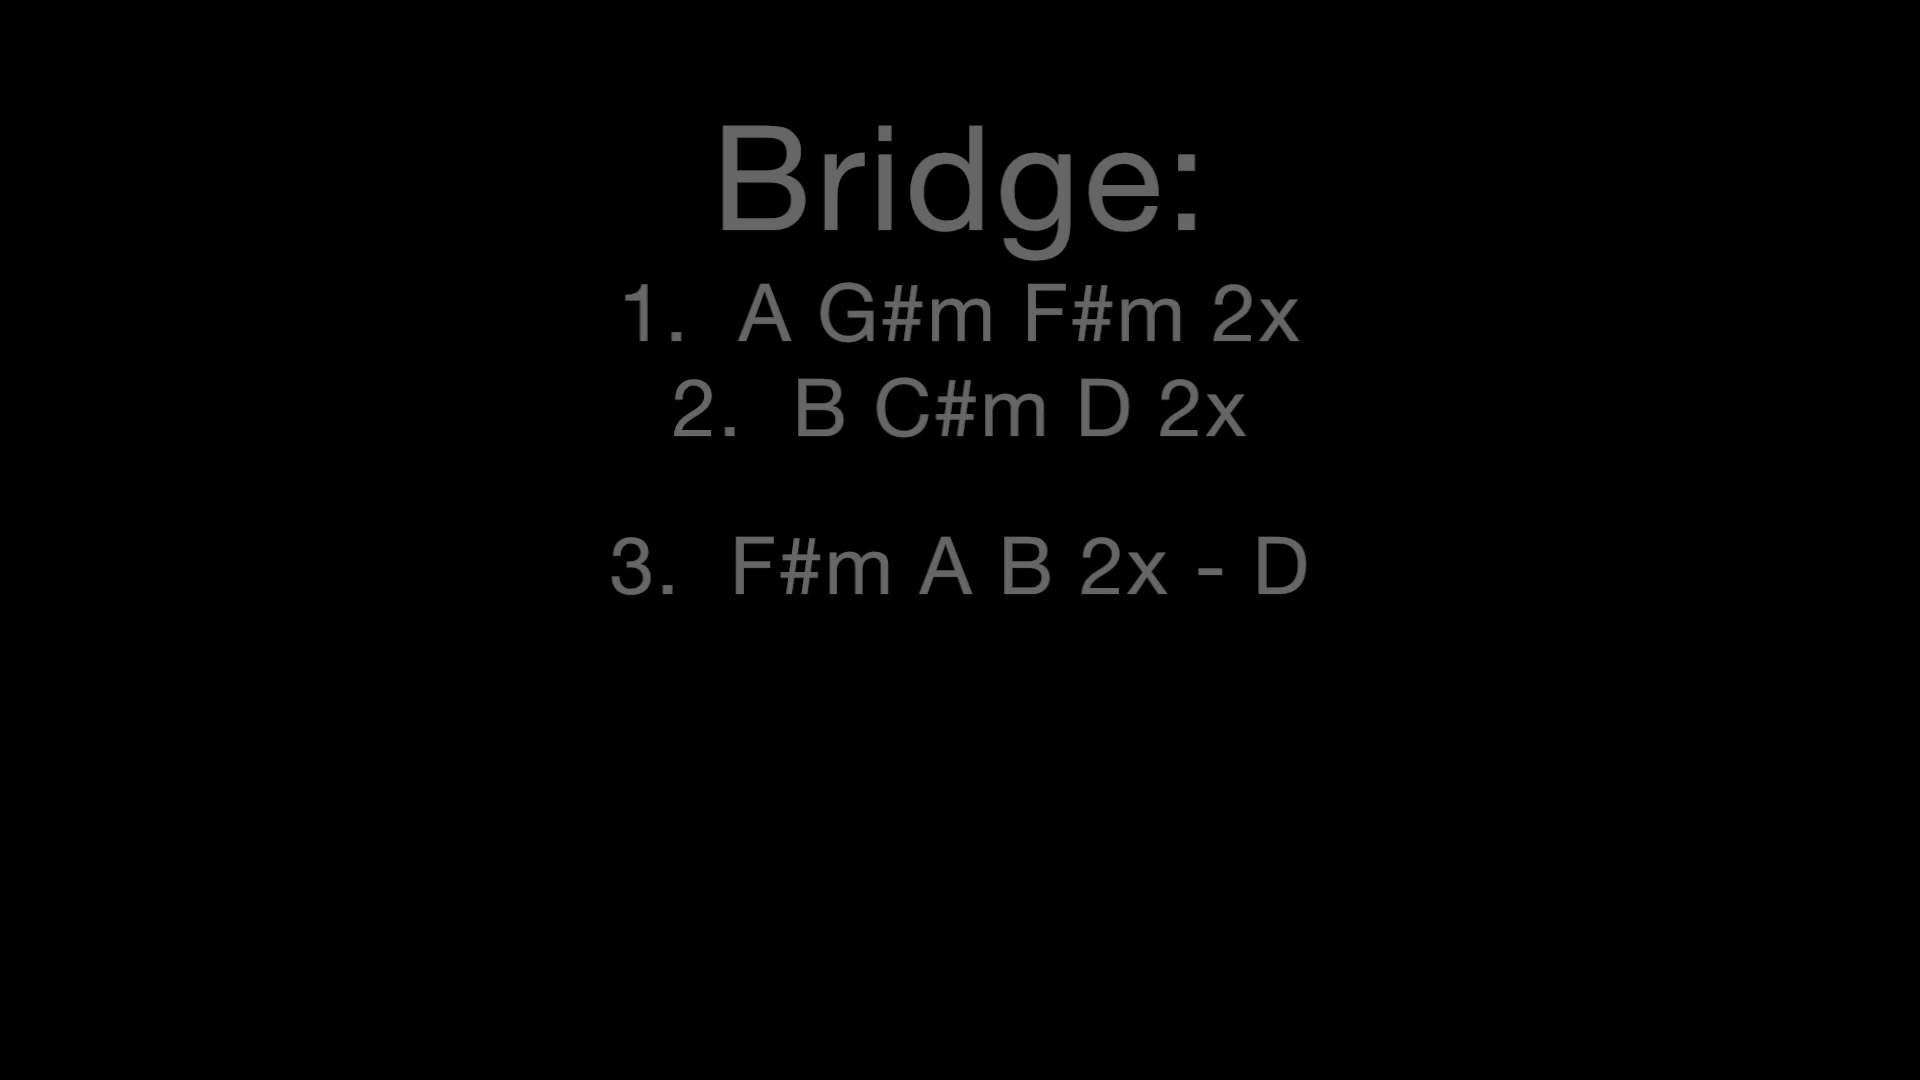 Bridge:
1. A G#m F#m 2x
2. B C#m D 2x
3. F#m A B 2x - D